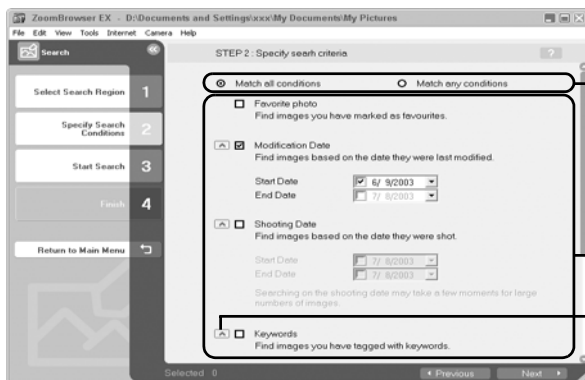 ZoomBrowser EX - D:\Documents and Settings\xxx\My Documents\My Pictures
File Edit View Tools Internet Camera Help
Search
STEP 2 : Specify searh criteria.
?
Match all conditions Match any conditions
Select Search Region 1
Specify Search Conditions 2
Start Search 3
Finish 4
Return to Main Menu
Favorite photo
Find images you have marked as favourites.
Modification Date
Find images based on the date they were last modified.
Start Date 6/ 9/2003
End Date 7/ 8/2003
Shooting Date
Find images based on the date they were shot.
Start Date 7/ 8/2003
End Date 7/ 8/2003
Searching on the shooting date may take a few moments for large
numbers of images.
Keywords
Find images you have tagged with keywords.
Selected 0
Previous Next